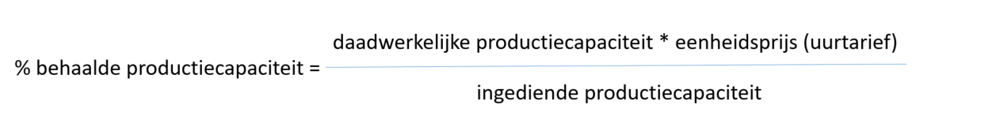 daadwerkelijke productiecapaciteit * eenheidsprijs (uurtarief)
% behaalde productiecapaciteit =
ingediende productiecapaciteit